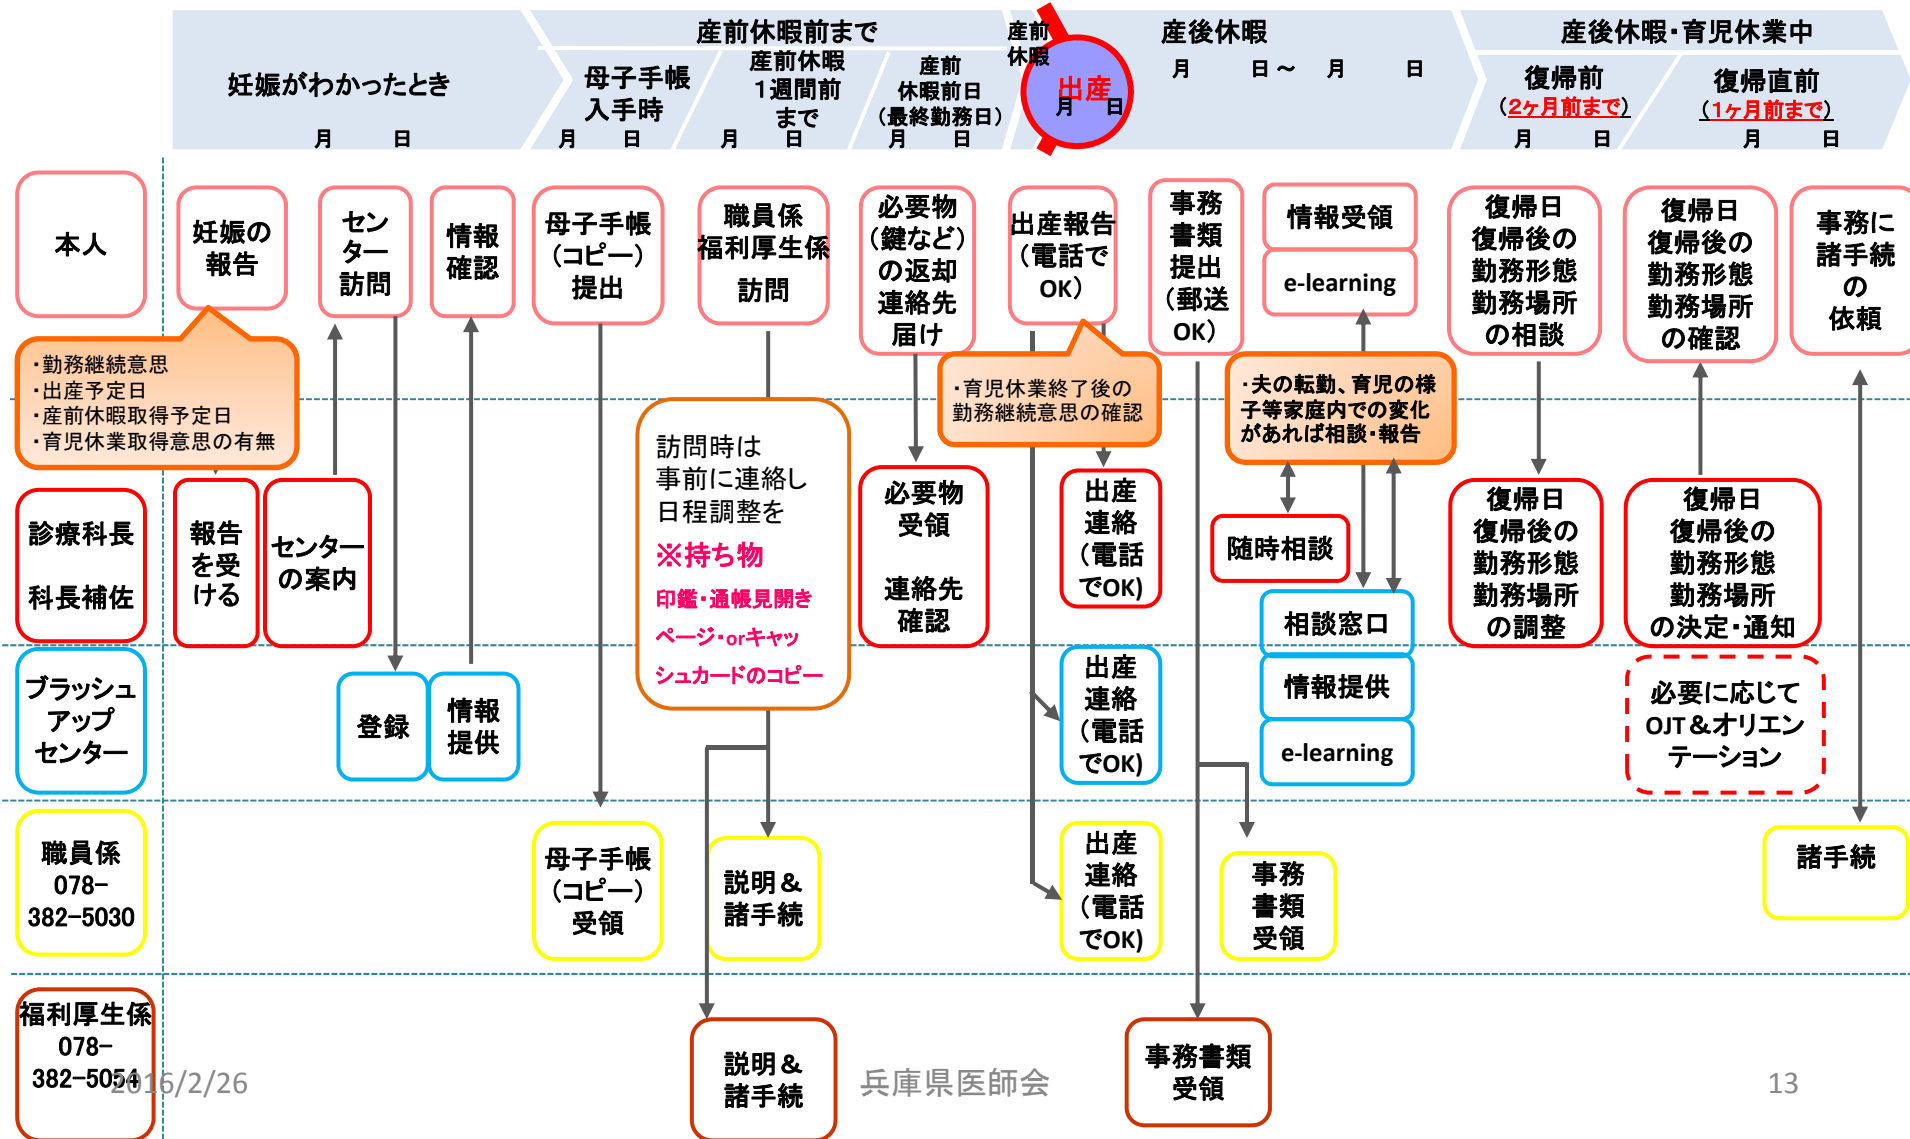 妊娠がわかったとき
月 日
産前休暇前まで
母子手帳
入手時
月 日
産前休暇
1週間前
まで
月 日
産前
休暇前日
(最終勤務日)
月 日
産前
休暇
出産
月 日
産後休暇
月 日~ 月 日
産後休暇・育児休業中
復帰前
(2ヶ月前まで)
月 日
復帰直前
(1ヶ月前まで)
月 日
本人
妊娠の
報告
セン
ター
訪問
情報
確認
母子手帳
(コピー)
提出
職員係
福利厚生係
訪問
必要物
(鍵など)
の返却
連絡先
届け
出産報告
(電話で
OK)
事務
書類
提出
(郵送
OK)
情報受領
e-learning
復帰日
復帰後の
勤務形態
勤務場所
の相談
復帰日
復帰後の
勤務形態
勤務場所
の確認
事務に
諸手続
の
依頼
・勤務継続意思
・出産予定日
・産前休暇取得予定日
・育児休業取得意思の有無
訪問時は
事前に連絡し
日程調整を
※持ち物
印鑑・通帳見開き
ページ・orキャッ
シュカードのコピー
・育児休業終了後の
勤務継続意思の確認
・夫の転勤、育児の様
子等家庭内での変化
があれば相談・報告
診療科長
科長補佐
報告
を受
ける
センター
の案内
必要物
受領
連絡先
確認
出産
連絡
(電話
でOK)
随時相談
復帰日
復帰後の
勤務形態
勤務場所
の調整
復帰日
復帰後の
勤務形態
勤務場所
の決定・通知
ブラッシュ
アップ
センター
登録
情報
提供
出産
連絡
(電話
でOK)
相談窓口
情報提供
e-learning
必要に応じて
OJT&オリエン
テーション
職員係
078-
382-5030
母子手帳
(コピー)
受領
説明&
諸手続
出産
連絡
(電話
でOK)
事務
書類
受領
諸手続
福利厚生係
078-
382-5054
説明&
諸手続
事務書類
受領
2016/2/26
兵庫県医師会
13